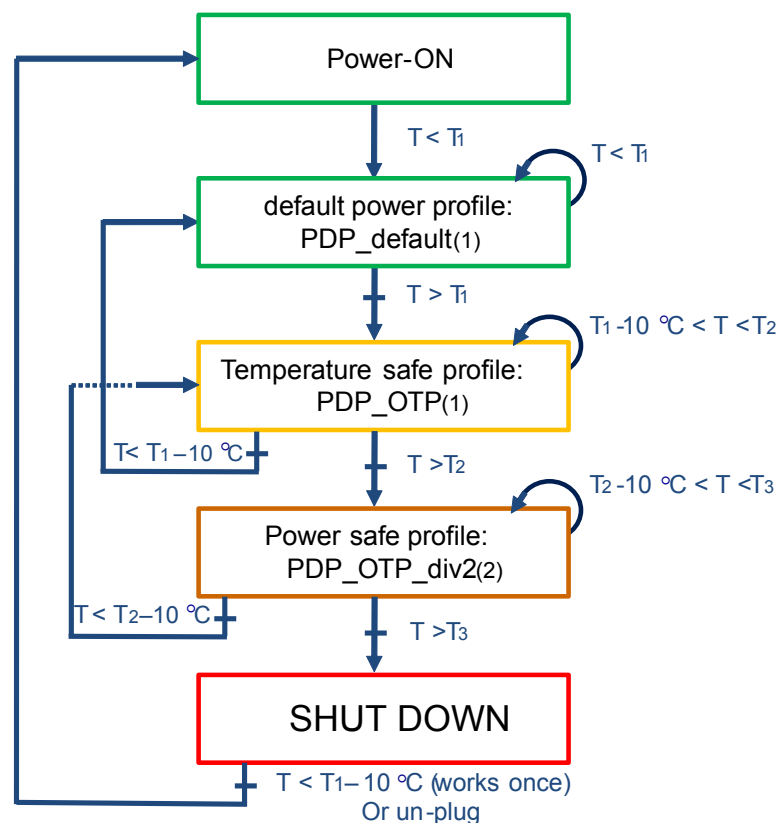 Power-ON
T < T1
T < T1
default power profile:
PDP_default(1)
T > T1
T1-10 °C < T <T2
Temperature safe profile:
PDP_OTP(1)
T< T1–10 °C
T >T2
T2-10 °C < T <T3
Power safe profile:
PDP_OTP_div2(2)
T < T2–10 °C
T >T3
SHUT DOWN
T < T1– 10 °C (works once)
Or un-plug